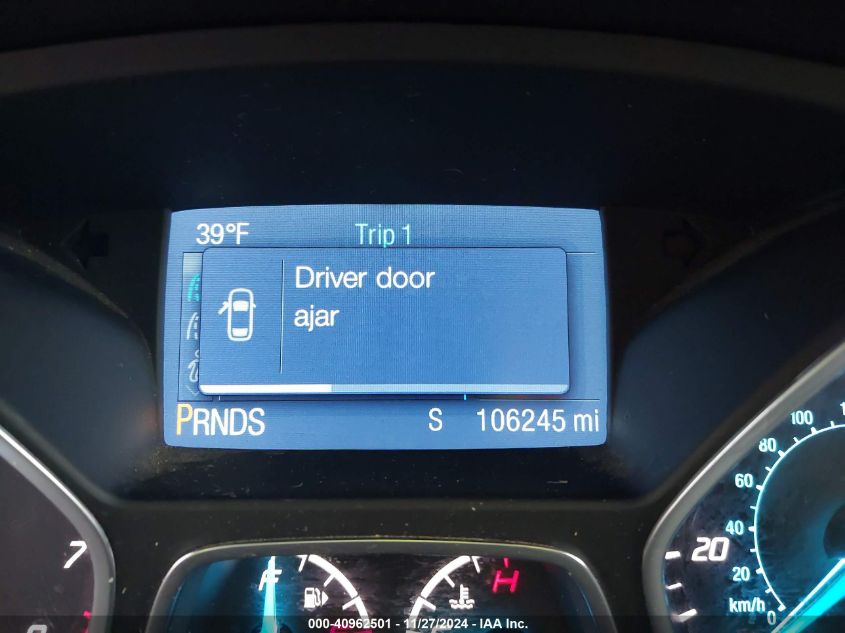 39°F Trip 1
Driver door
ajar
PRNDS S 106245 mi
100
80
60
40
20
20
km/h 0
7
F H
000-40962501 - 11/27/2024 - IAA Inc.